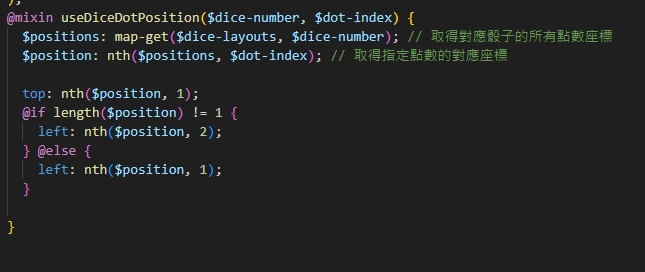 );
@mixin useDiceDotPosition($dice-number, $dot-index) {
$positions: map-get($dice-layouts, $dice-number); // 取得對應骰子的所有點數座標
$position: nth($positions, $dot-index); // 取得指定點數的對應座標
top: nth($position, 1);
@if length($position) != 1 {
left: nth($position, 2);
} @else {
left: nth($position, 1);
}
}